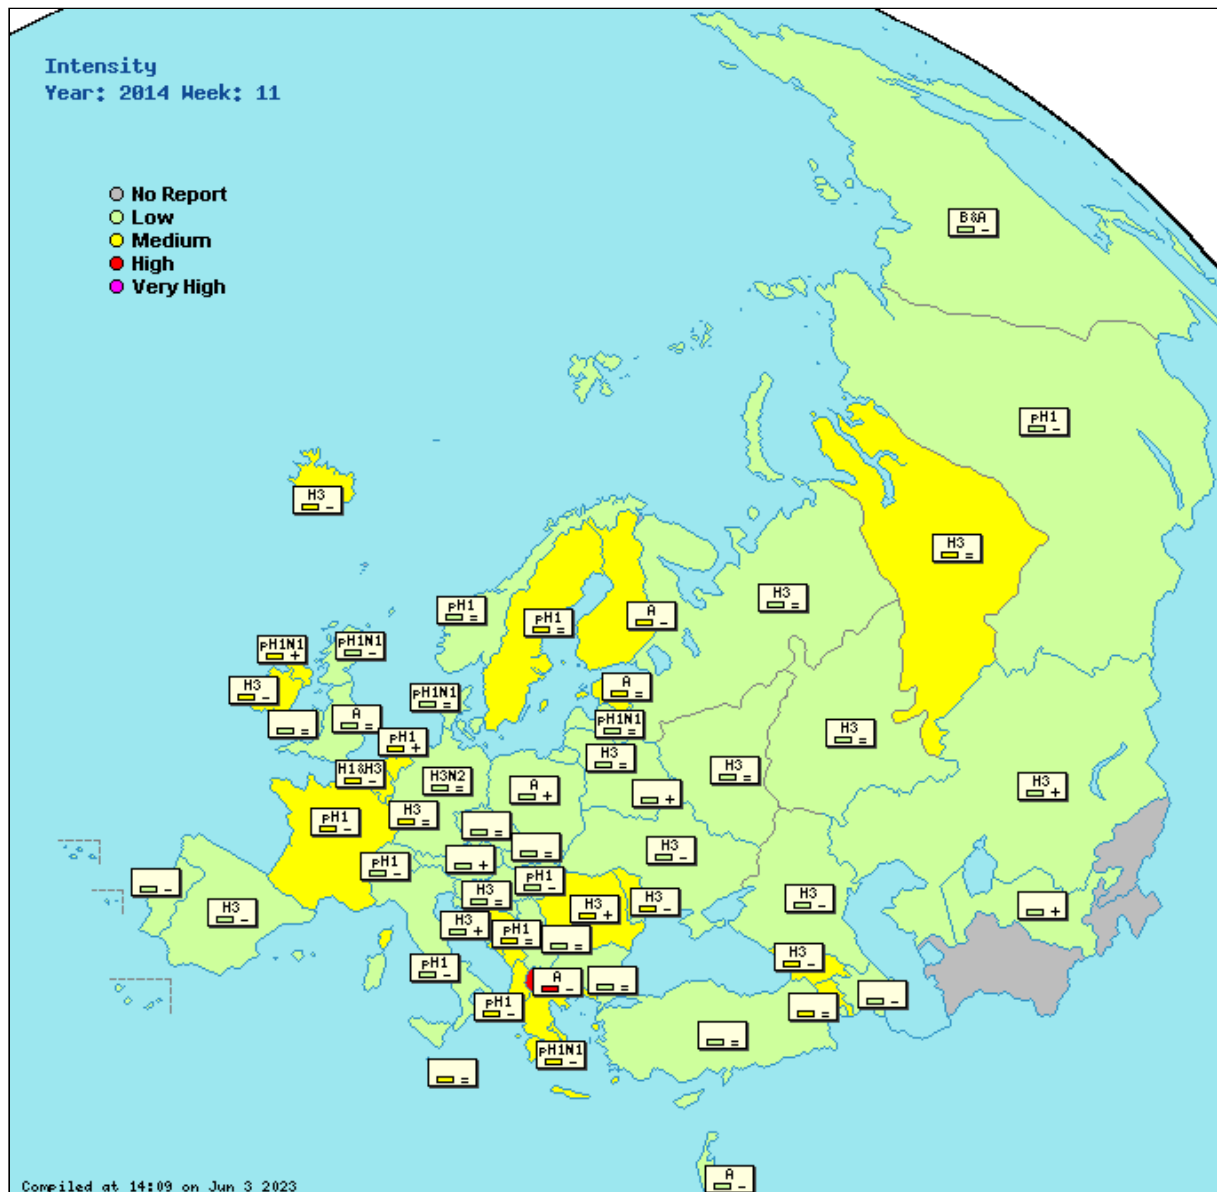 Intensity
Year: 2014 Week: 11
No Report
Low
Medium
High
Very High
B&A
-
pH1
-
H3
-
H3
=
H3
=
pH1
=
pH1
=
A
-
pH1N1
+
pH1N1
-
H3
-
A
=
pH1N1
=
A
=
=
A
=
pH1N1
=
pH1
+
H3
=
H3
=
H1&H3
-
H3N2
=
H3
=
A
+
+
H3
+
pH1
-
H3
=
=
=
H3
-
pH1
-
+
pH1
-
-
H3
=
H3
-
H3
-
+
H3
-
H3
+
H3
+
pH1
=
=
pH1
-
H3
-
A
-
=
-
pH1
-
=
=
pH1N1
-
=
A
-
Compiled at 14:09 on Jun 3 2023